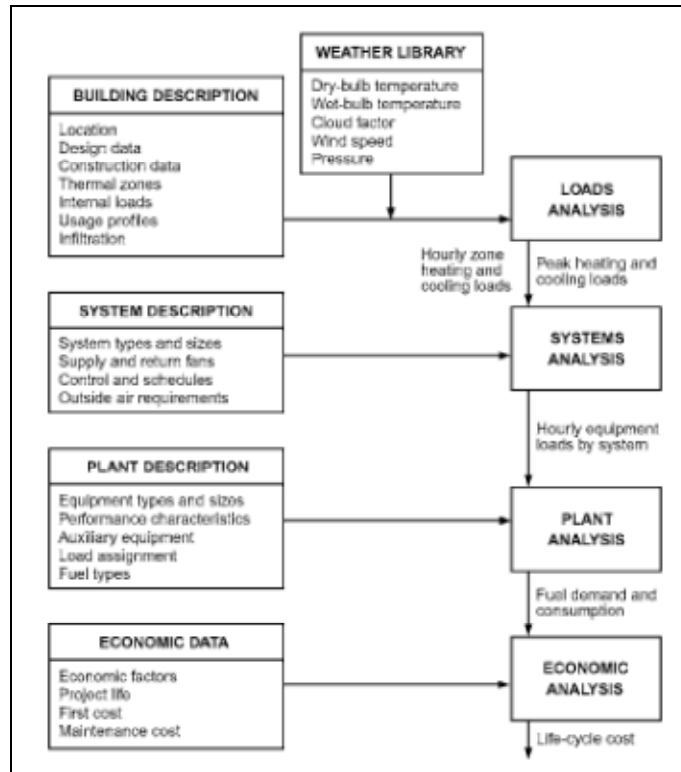 WEATHER LIBRARY
Dry-bulb temperature
Wet-bulb temperature
Cloud factor
Wind speed
Pressure
BUILDING DESCRIPTION
Location
Design data
Construction data
Thermal zones
Internal loads
Usage profiles
Infiltration
LOADS
ANALYSIS
Hourly zone
heating and
cooling loads
Peak heating and
cooling loads
SYSTEM DESCRIPTION
System types and sizes
Supply and return fans
Control and schedules
Outside air requirements
SYSTEMS
ANALYSIS
Hourly equipment
loads by system
PLANT DESCRIPTION
Equipment types and sizes
Performance characteristics
Auxiliary equipment
Load assignment
Fuel types
PLANT
ANALYSIS
Fuel demand and
consumption
ECONOMIC DATA
Economic factors
Project life
First cost
Maintenance cost
ECONOMIC
ANALYSIS
Life-cycle cost